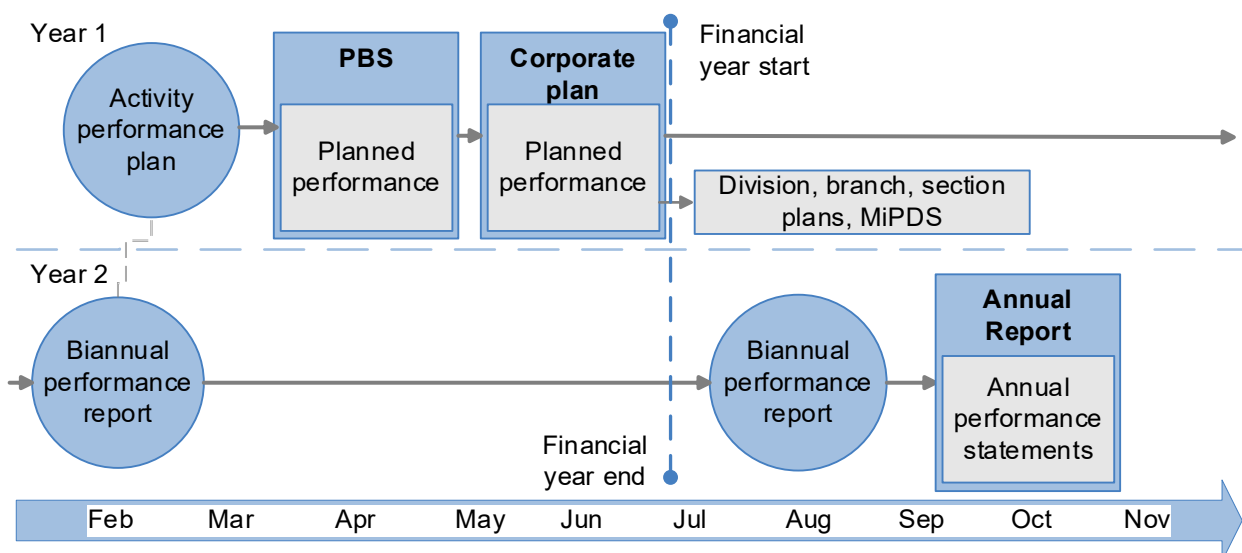 Year 1
Activity
performance
plan
PBS
Planned
performance
Corporate
plan
Planned
performance
Financial
year start
Division, branch, section
plans, MiPDS
Year 2
Biannual
performance
report
Financial
year end
Biannual
performance
report
Annual
Report
Annual
performance
statements
Feb Mar Apr May Jun Jul Aug Sep Oct Nov